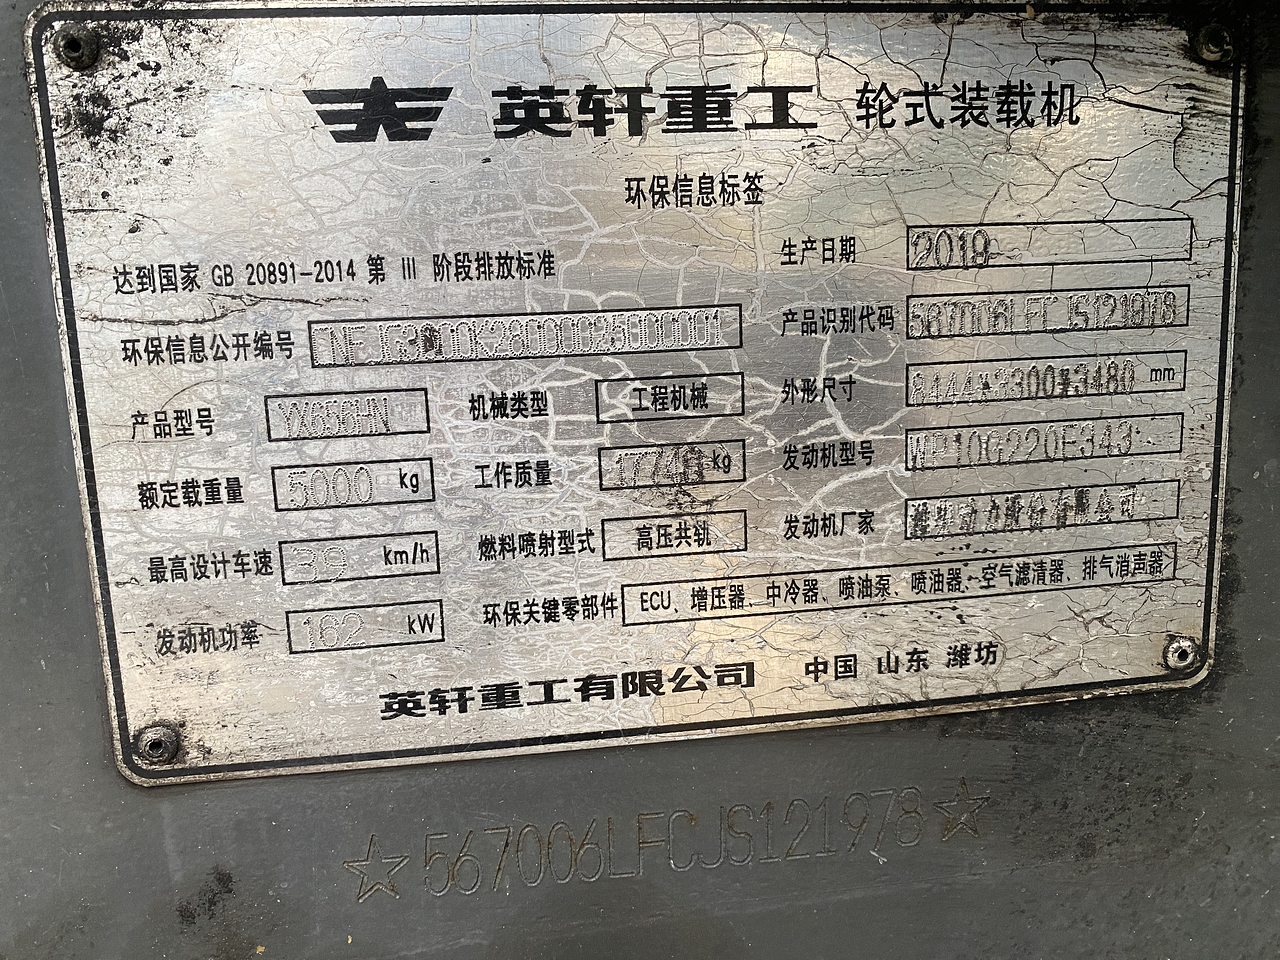 英轩重工 轮式装载机
环保信息标签
达到国家 GB 20891-2014 第 III 阶段排放标准
生产日期 2019
环保信息公开编号
产品识别代码 567006LFCJS121978
产品型号 YX656HN
机械类型 工程机械
外形尺寸 8444×3300×3480 mm
额定载重量 5000 kg
工作质量 kg
发动机型号 WP10G220E343
最高设计车速 39 km/h
燃料喷射型式 高压共轨
发动机厂家
发动机功率 162 kW
环保关键零部件 ECU、增压器、中冷器、喷油泵、喷油器、空气滤清器、排气消声器
英轩重工有限公司 中国 山东 潍坊
☆567006LFCJS121978☆